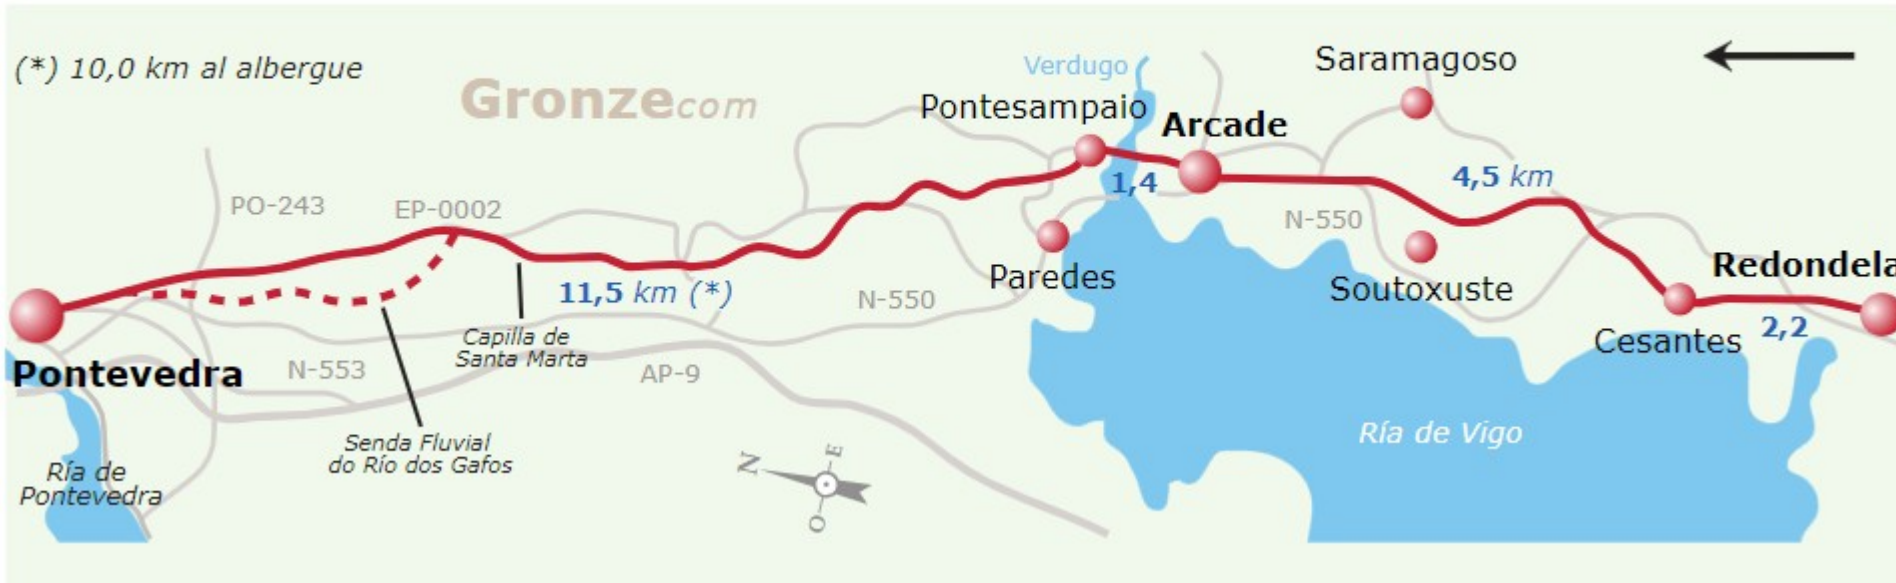 (*) 10,0 km al albergue
Gronze.com
Verdugo
Saramagoso
Pontesampaio
Arcade
1,4
4,5 km
PO-243
EP-0002
N-550
Redondela
11,5 km (*)
N-550
Paredes
Soutoxuste
Cesantes
2,2
Capilla de
Santa Marta
Pontevedra
N-553
AP-9
Senda Fluvial
do Río dos Gafos
Ría de Vigo
Ría de
Pontevedra
N
E
O